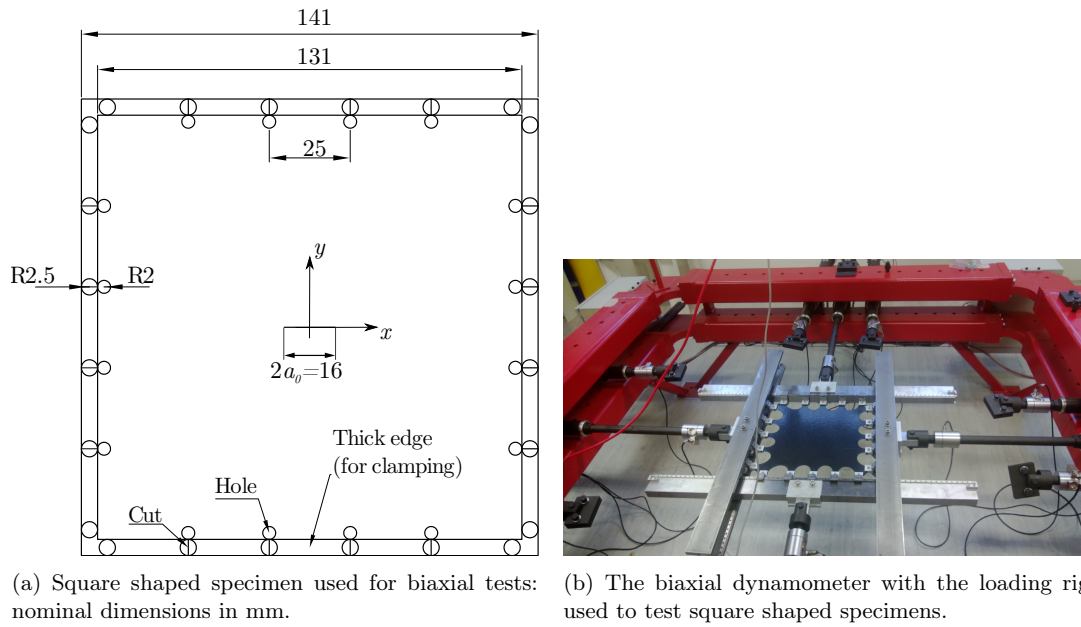 141
131
25
R2.5
R2
y
x
2a₀=16
Thick edge
(for clamping)
Hole
Cut
(a) Square shaped specimen used for biaxial tests:
nominal dimensions in mm.
(b) The biaxial dynamometer with the loading rig
used to test square shaped specimens.